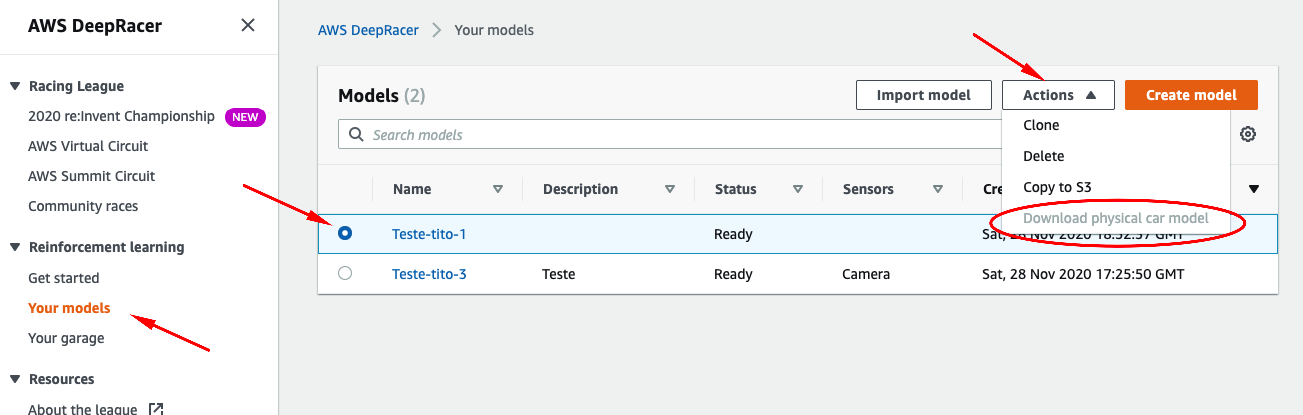 AWS DeepRacer
Racing League
2020 re:Invent Championship NEW
AWS Virtual Circuit
AWS Summit Circuit
Community races
Reinforcement learning
Get started
Your models
Your garage
Resources
About the league
AWS DeepRacer > Your models
Models (2)
Import model
Actions
Create model
Search models
Clone
Delete
Copy to S3
Download physical car model
Name Description Status Sensors
Teste-tito-1 Ready Sat, 28 Nov 2020 GMT
Teste-tito-3 Teste Ready Camera Sat, 28 Nov 2020 17:25:50 GMT